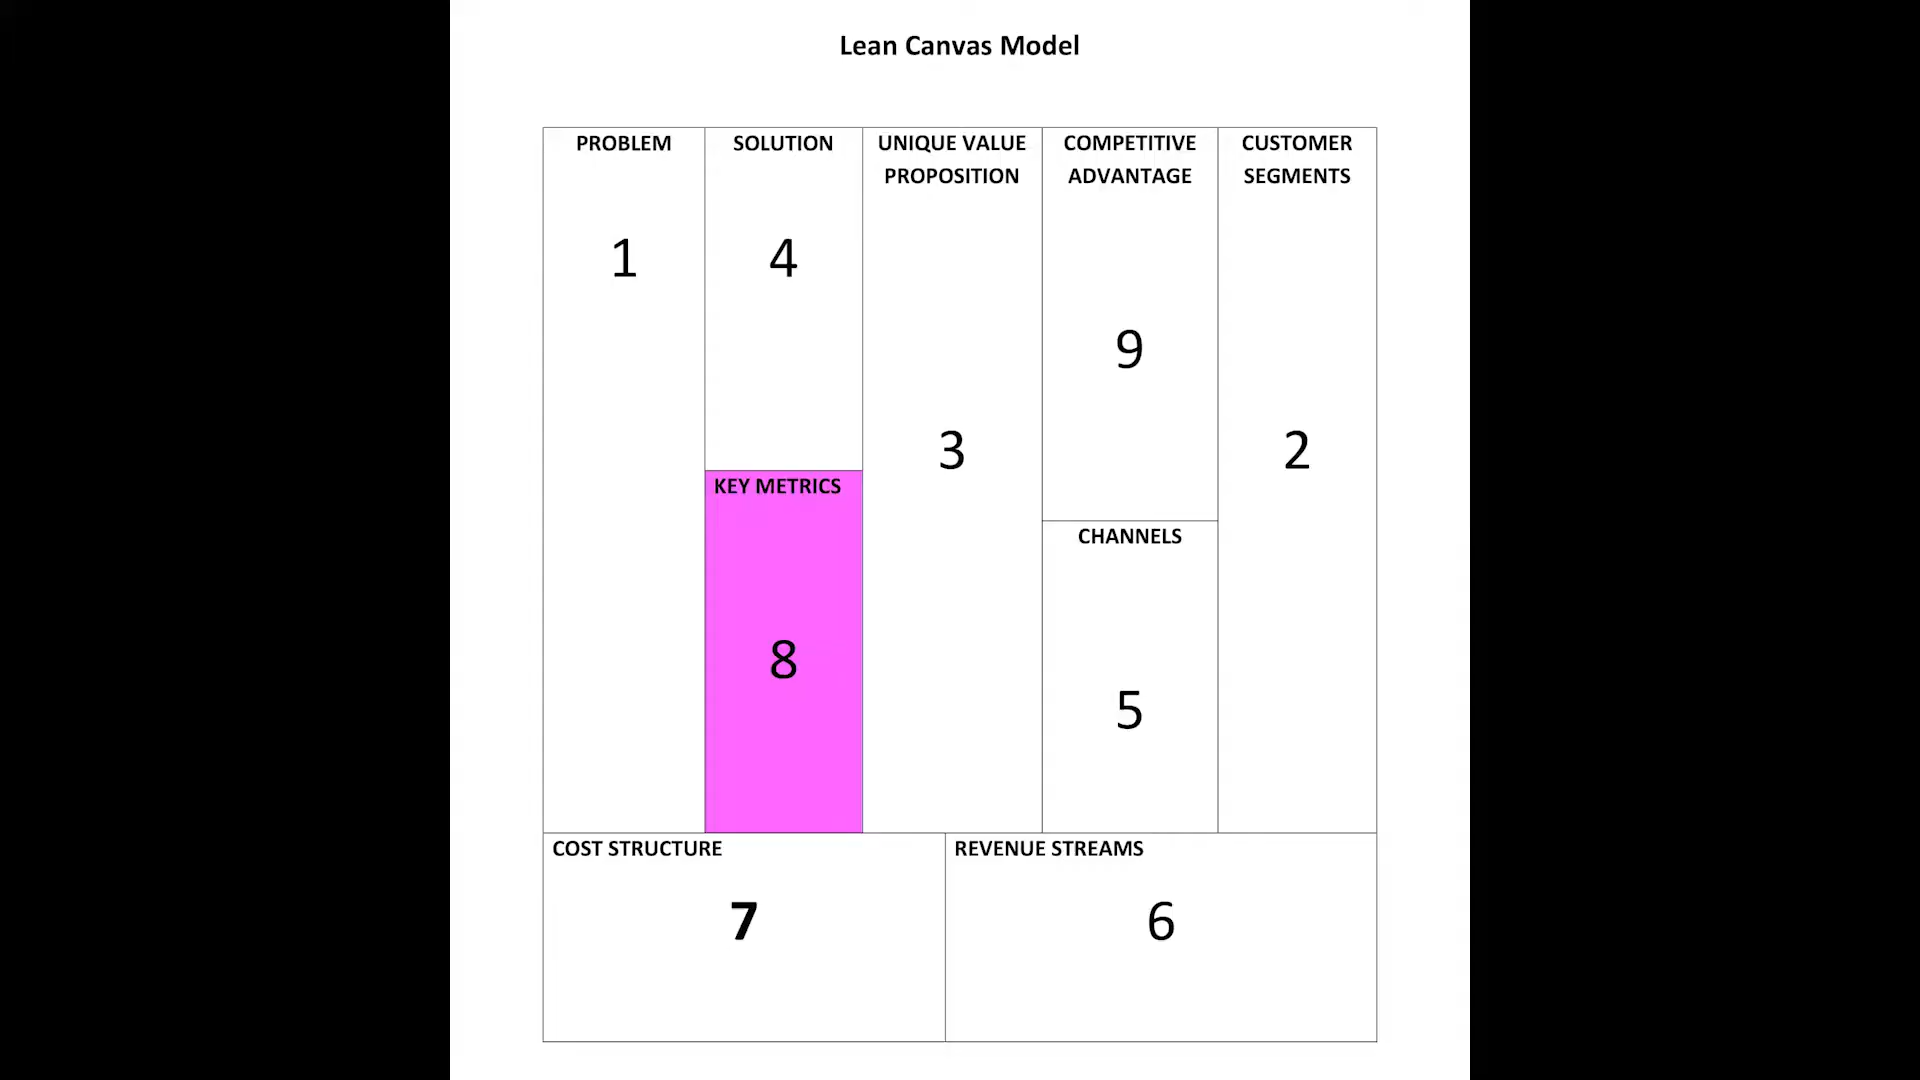 Lean Canvas Model
PROBLEM
1
SOLUTION
4
KEY METRICS
8
UNIQUE VALUE
PROPOSITION
3
COMPETITIVE
ADVANTAGE
9
CHANNELS
5
CUSTOMER
SEGMENTS
2
COST STRUCTURE
7
REVENUE STREAMS
6